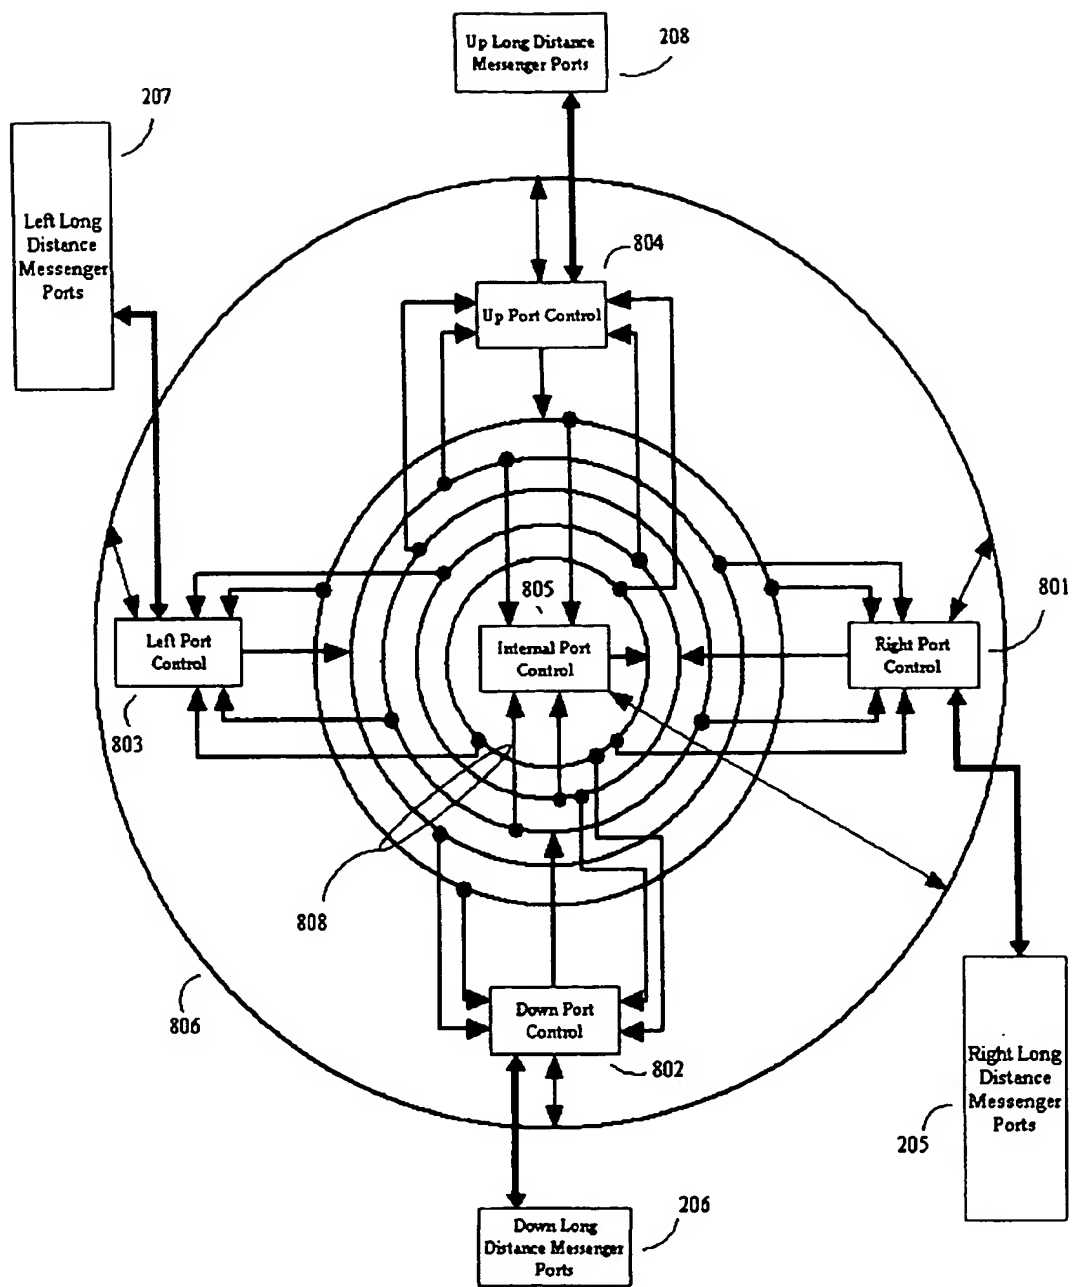 Up Long Distance
Messenger Ports
208
207
Left Long
Distance
Messenger
Ports
804
Up Port Control
805
801
Left Port
Control
Internal Port
Control
Right Port
Control
803
808
806
Down Port
Control
802
Right Long
Distance
Messenger
Ports
205
206
Down Long
Distance Messenger
Ports